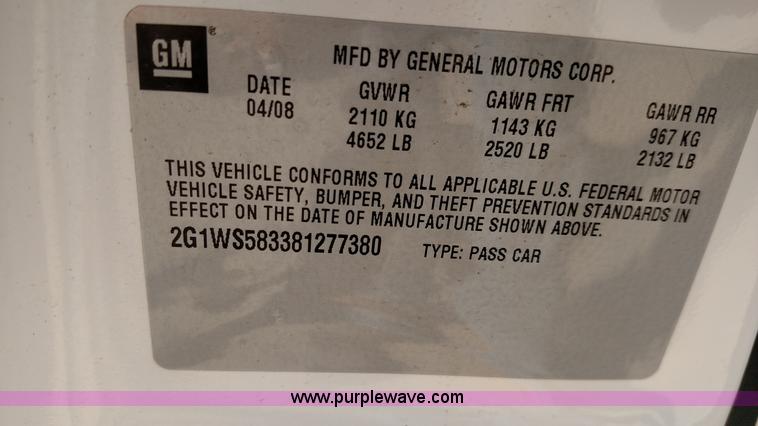 GM®
MFD BY GENERAL MOTORS CORP.
DATE GVWR GAWR FRT GAWR RR
04/08 2110 KG 1143 KG 967 KG
4652 LB 2520 LB 2132 LB
THIS VEHICLE CONFORMS TO ALL APPLICABLE U.S. FEDERAL MOTOR
VEHICLE SAFETY, BUMPER, AND THEFT PREVENTION STANDARDS IN
EFFECT ON THE DATE OF MANUFACTURE SHOWN ABOVE.
2G1WS583381277380 TYPE: PASS CAR
www.purplewave.com